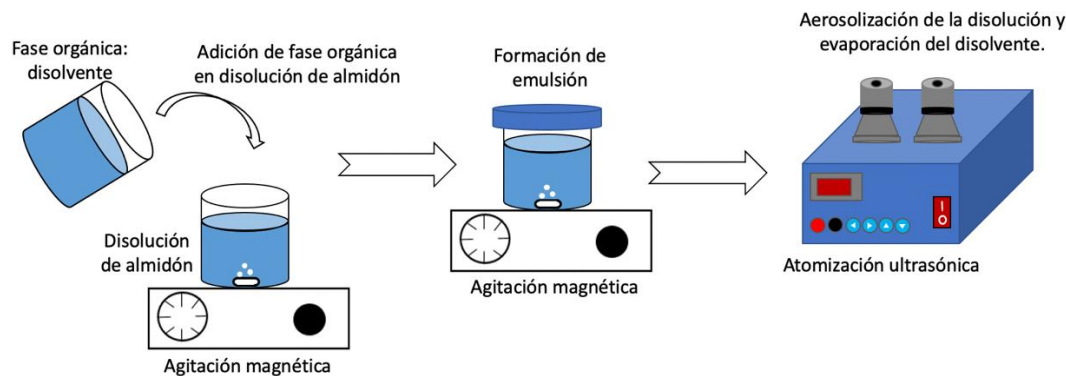 Fase orgánica:
disolvente
Adición de fase orgánica
en disolución de almidón
Disolución
de almidón
Agitación magnética
Formación de
emulsión
Agitación magnética
Aerosolización de la disolución y
evaporación del disolvente.
I
O
Atomización ultrasónica